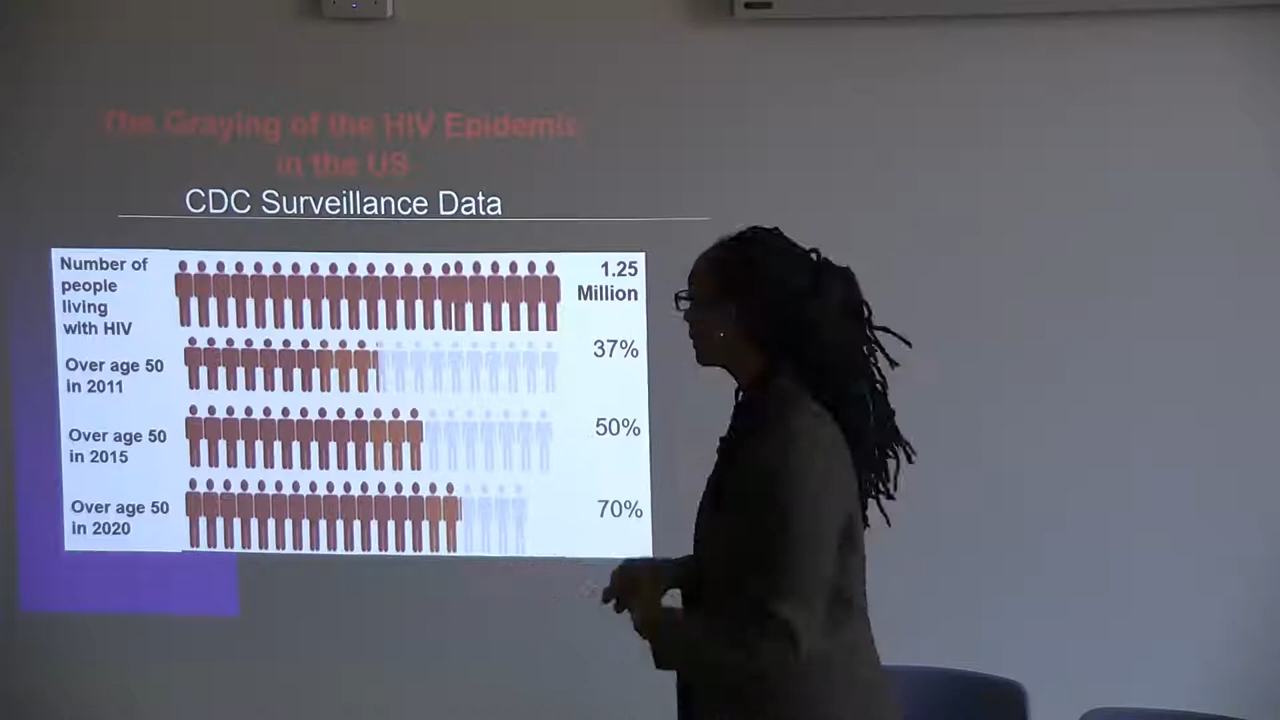 The Graying of the HIV Epidemic
in the US
CDC Surveillance Data
Number of
people
living
with HIV
1.25
Million
Over age 50
in 2011
37%
Over age 50
in 2015
50%
Over age 50
in 2020
70%